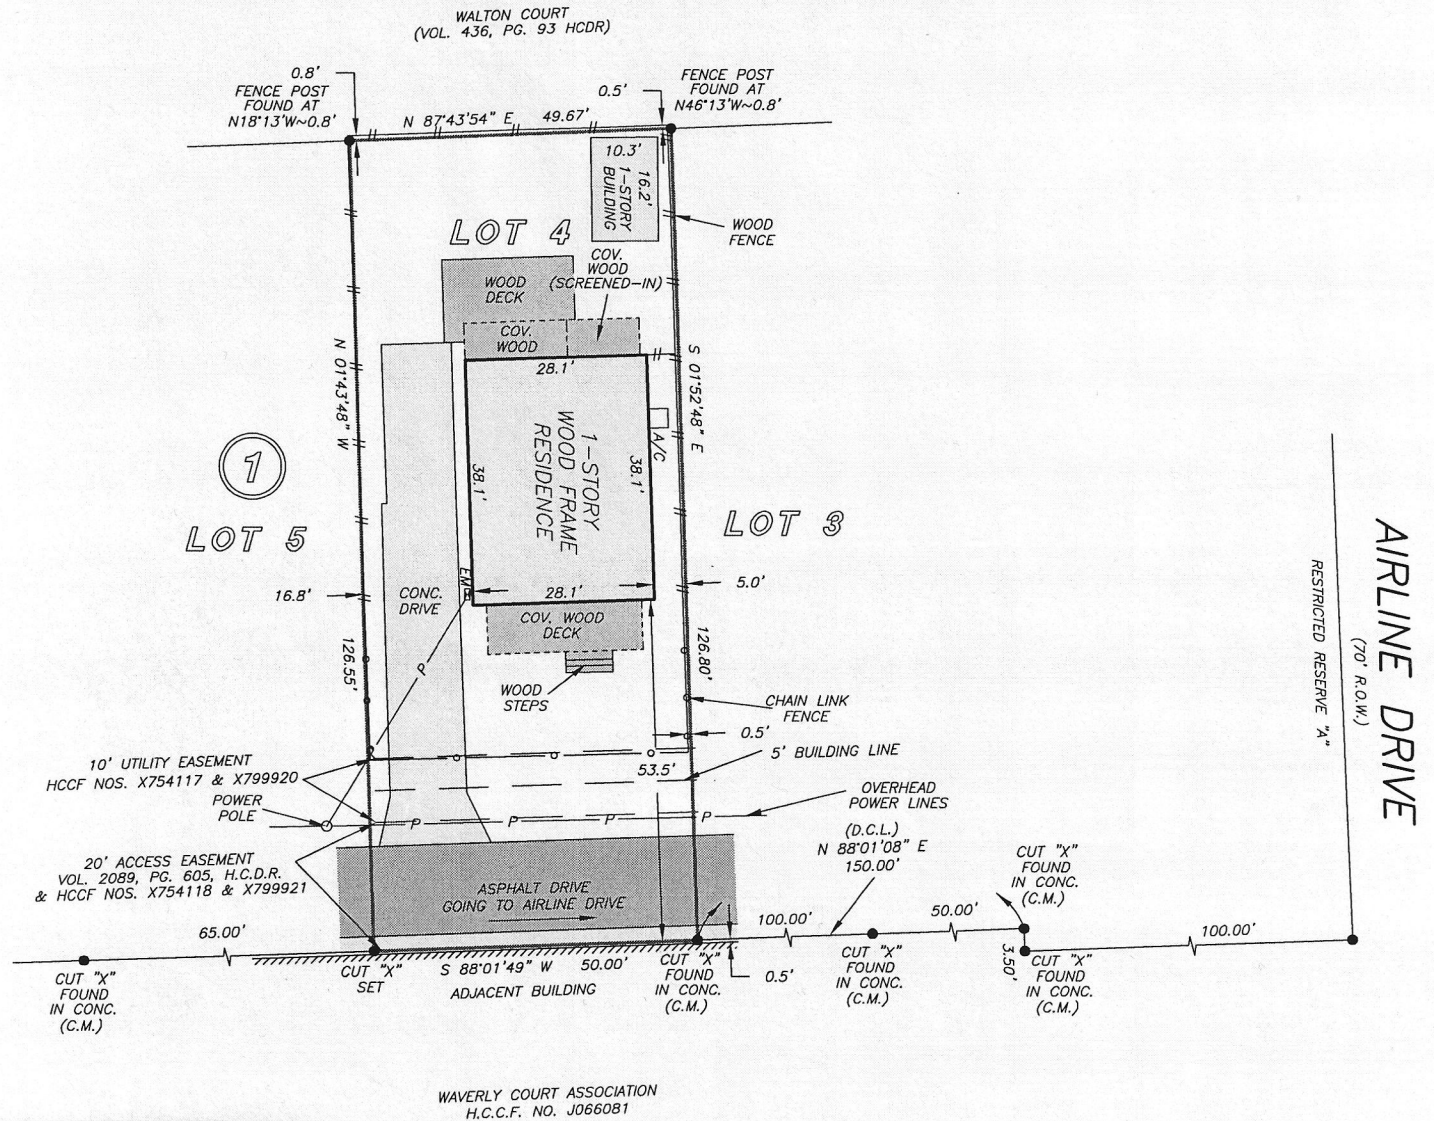 WALTON COURT
(VOL. 436, PG. 93 HCDR)
0.8'
FENCE POST
FOUND AT
N18°13'W~0.8'
0.5'
FENCE POST
FOUND AT
N46°13'W~0.8'
N 87°43'54" E 49.67'
10.3'
16.2'
1-STORY
BUILDING
WOOD
FENCE
LOT 4
COV.
WOOD
(SCREENED-IN)
WOOD
DECK
COV.
WOOD
28.1'
N 01°43'48" W
S 01°52'48" E
A/C
1-STORY
WOOD FRAME
RESIDENCE
38.1'
38.1'
1
LOT 5
LOT 3
AIRLINE DRIVE
(70' R.O.W.)
RESTRICTED RESERVE "A"
16.8'
CONC.
DRIVE
EM
28.1'
5.0'
COV. WOOD
DECK
126.55'
126.80'
P
WOOD
STEPS
CHAIN LINK
FENCE
0.5'
5' BUILDING LINE
53.5'
10' UTILITY EASEMENT
HCCF NOS. X754117 & X799920
POWER
POLE
OVERHEAD
POWER LINES
P P P P
(D.C.L.)
N 88°01'08" E
150.00'
20' ACCESS EASEMENT
VOL. 2089, PG. 605, H.C.D.R.
& HCCF NOS. X754118 & X799921
ASPHALT DRIVE
GOING TO AIRLINE DRIVE
CUT "X"
FOUND
IN CONC.
(C.M.)
65.00'
100.00'
50.00'
100.00'
3.50'
CUT "X"
FOUND
IN CONC.
(C.M.)
CUT "X"
SET
S 88°01'49" W 50.00'
ADJACENT BUILDING
CUT "X"
FOUND
IN CONC.
(C.M.)
0.5'
CUT "X"
FOUND
IN CONC.
(C.M.)
CUT "X"
FOUND
IN CONC.
(C.M.)
WAVERLY COURT ASSOCIATION
H.C.C.F. NO. J066081